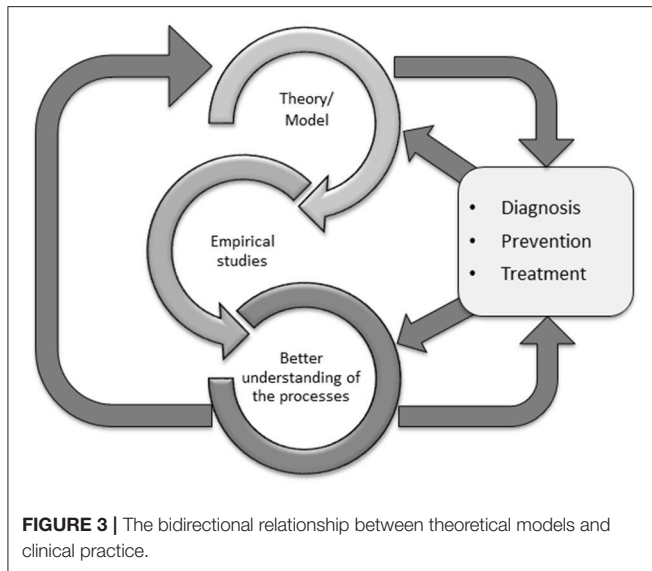 Theory/
Model
Empirical
studies
Better
understanding of
the processes
• Diagnosis
• Prevention
• Treatment
FIGURE 3 | The bidirectional relationship between theoretical models and
clinical practice.